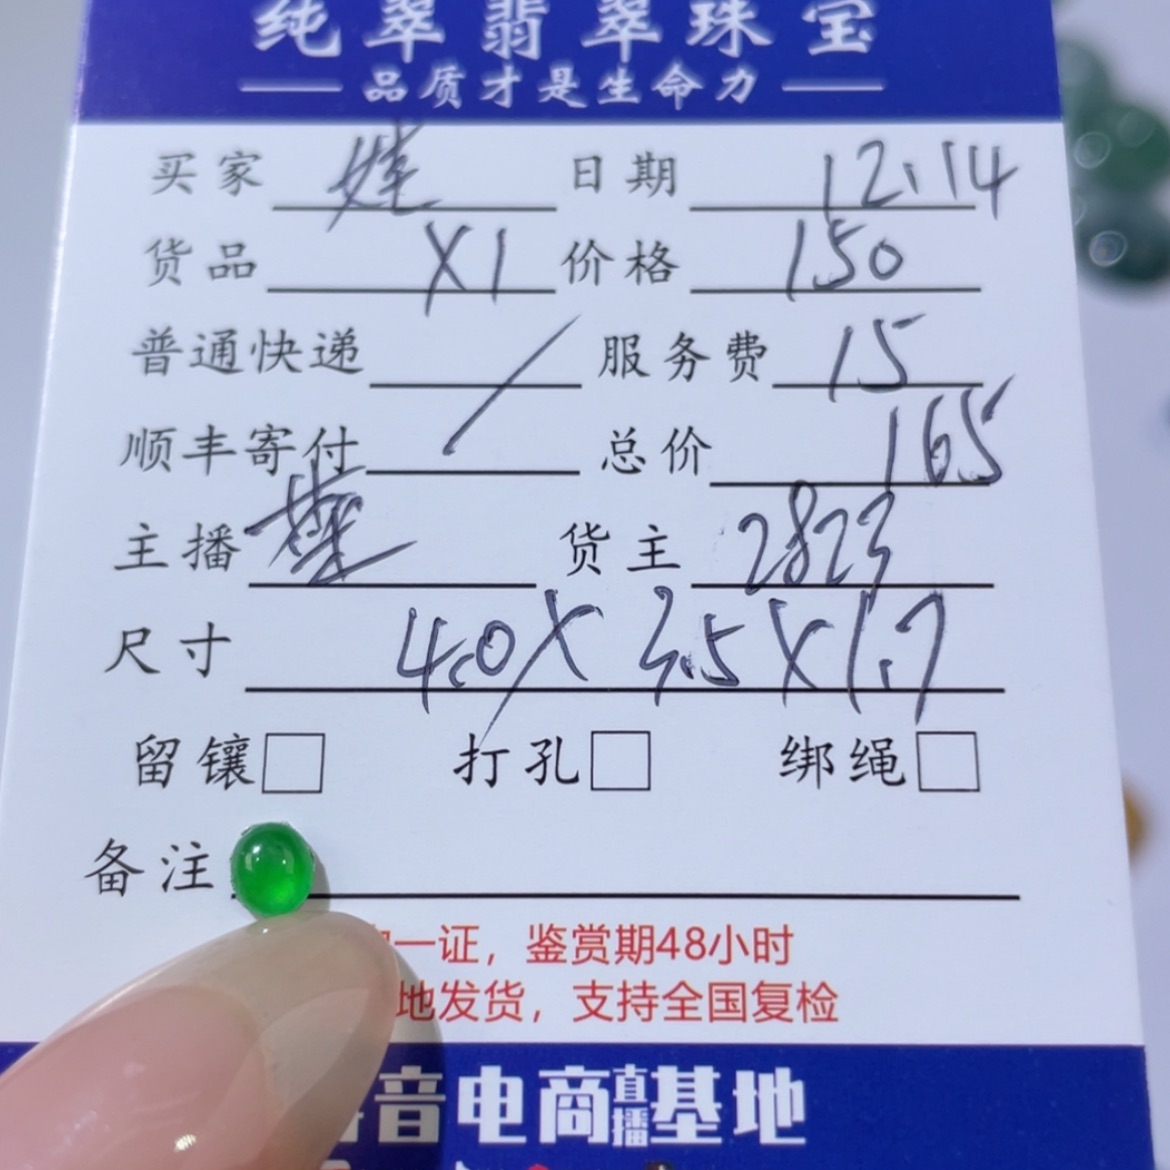 纯翠翡翠珠宝
品质才是生命力
买家 日期 12.14
货品 X1 价格 150
普通快递 / 服务费 15
顺丰寄付 总价 165
主播 货主 2823
尺寸 4.0X3.5X1.7
留镶□ 打孔□ 绑绳□
备注
一证，鉴赏期48小时
地发货，支持全国复检
音电商直播基地